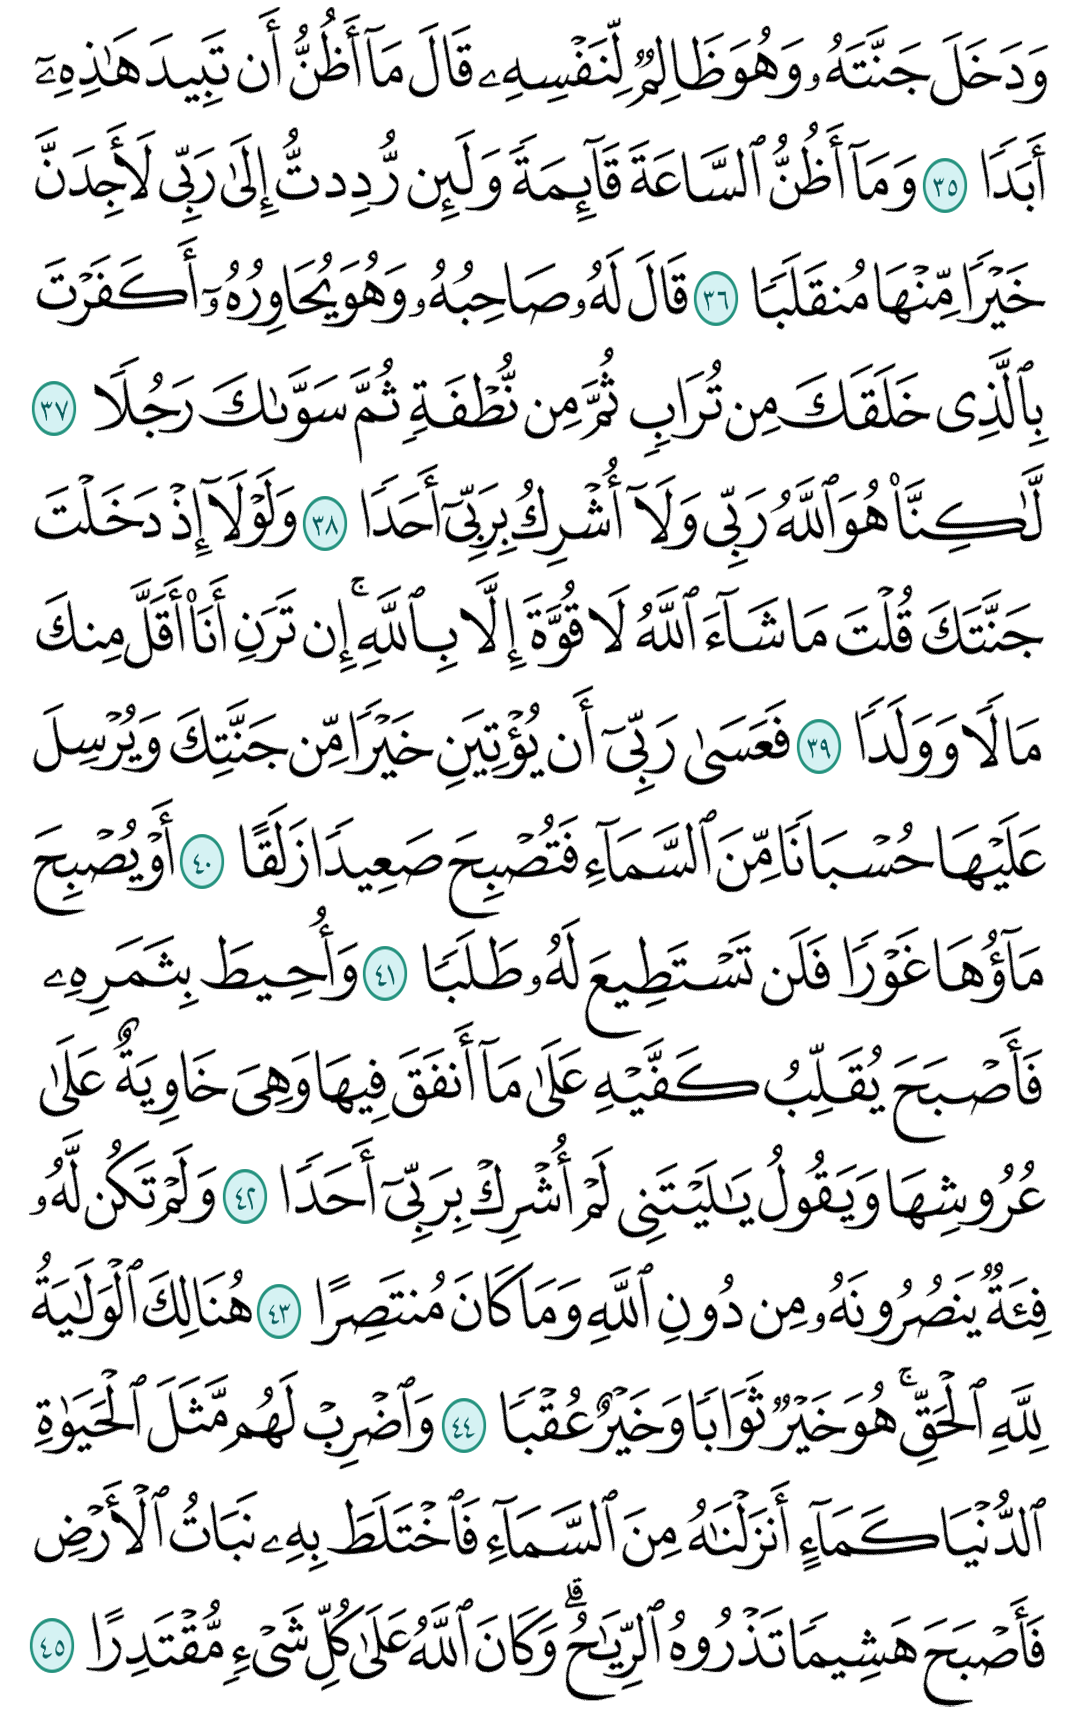 وَدَخَلَ جَنَّتَهُۥ وَهُوَ ظَالِمٌ لِّنَفْسِهِۦ قَالَ مَآ أَظُنُّ أَن تَبِيدَ هَـٰذِهِۦٓ
أَبَدًا ٣٥ وَمَآ أَظُنُّ ٱلسَّاعَةَ قَآئِمَةً وَلَئِن رُّدِدتُّ إِلَىٰ رَبِّى لَأَجِدَنَّ
خَيْرًا مِّنْهَا مُنقَلَبًا ٣٦ قَالَ لَهُۥ صَاحِبُهُۥ وَهُوَ يُحَاوِرُهُۥٓ أَكَفَرْتَ
بِٱلَّذِى خَلَقَكَ مِن تُرَابٍ ثُمَّ مِن نُّطْفَةٍ ثُمَّ سَوَّىٰكَ رَجُلًا ٣٧
لَّـٰكِنَّا۠ هُوَ ٱللَّهُ رَبِّى وَلَآ أُشْرِكُ بِرَبِّىٓ أَحَدًا ٣٨ وَلَوْلَآ إِذْ دَخَلْتَ
جَنَّتَكَ قُلْتَ مَا شَآءَ ٱللَّهُ لَا قُوَّةَ إِلَّا بِٱللَّهِ ۚ إِن تَرَنِ أَنَا۠ أَقَلَّ مِنكَ
مَالًا وَوَلَدًا ٣٩ فَعَسَىٰ رَبِّىٓ أَن يُؤْتِيَنِ خَيْرًا مِّن جَنَّتِكَ وَيُرْسِلَ
عَلَيْهَا حُسْبَانًا مِّنَ ٱلسَّمَآءِ فَتُصْبِحَ صَعِيدًا زَلَقًا ٤٠ أَوْ يُصْبِحَ
مَآؤُهَا غَوْرًا فَلَن تَسْتَطِيعَ لَهُۥ طَلَبًا ٤١ وَأُحِيطَ بِثَمَرِهِۦ
فَأَصْبَحَ يُقَلِّبُ كَفَّيْهِ عَلَىٰ مَآ أَنفَقَ فِيهَا وَهِىَ خَاوِيَةٌ عَلَىٰ
عُرُوشِهَا وَيَقُولُ يَـٰلَيْتَنِى لَمْ أُشْرِكْ بِرَبِّىٓ أَحَدًا ٤٢ وَلَمْ تَكُن لَّهُۥ
فِئَةٌ يَنصُرُونَهُۥ مِن دُونِ ٱللَّهِ وَمَا كَانَ مُنتَصِرًا ٤٣ هُنَالِكَ ٱلْوَلَـٰيَةُ
لِلَّهِ ٱلْحَقِّ ۚ هُوَ خَيْرٌ ثَوَابًا وَخَيْرٌ عُقْبًا ٤٤ وَٱضْرِبْ لَهُم مَّثَلَ ٱلْحَيَوٰةِ
ٱلدُّنْيَا كَمَآءٍ أَنزَلْنَـٰهُ مِنَ ٱلسَّمَآءِ فَٱخْتَلَطَ بِهِۦ نَبَاتُ ٱلْأَرْضِ
فَأَصْبَحَ هَشِيمًا تَذْرُوهُ ٱلرِّيَـٰحُ ۗ وَكَانَ ٱللَّهُ عَلَىٰ كُلِّ شَىْءٍ مُّقْتَدِرًا ٤٥